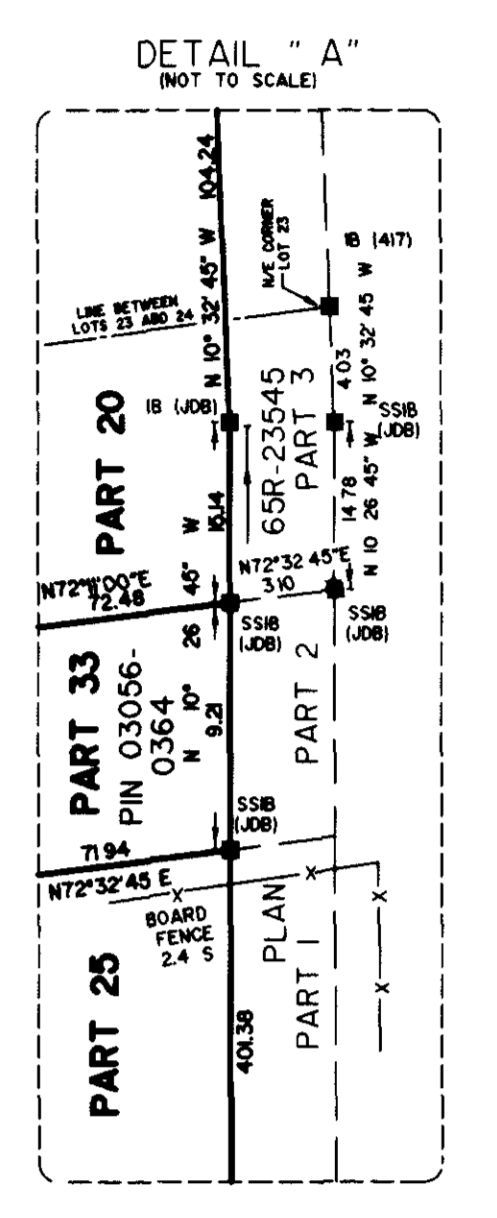 DETAIL " A"
(NOT TO SCALE)
104.24
N 10° 32' 45" W
N/E CORNER
LOT 23
IB (417)
LINE BETWEEN
LOTS 23 ABD 24
N 10° 32' 45 W
4 03
PART 20
IB (JDB)
65R-23545
PART 3
SSIB
(JDB)
15.14
N 10° 26 45" W
14 78
N 10 26 45" W
N72°11'00"E
72.48
N72°32 45"E
3 10
SSIB
(JDB)
SSIB
(JDB)
PART 33
PIN 03056-
0364
9.21
PART 2
SSIB
(JDB)
71 94
N72°32'45 E
BOARD
FENCE
2.4 S
PLAN
PART 25
PART 1
401.38